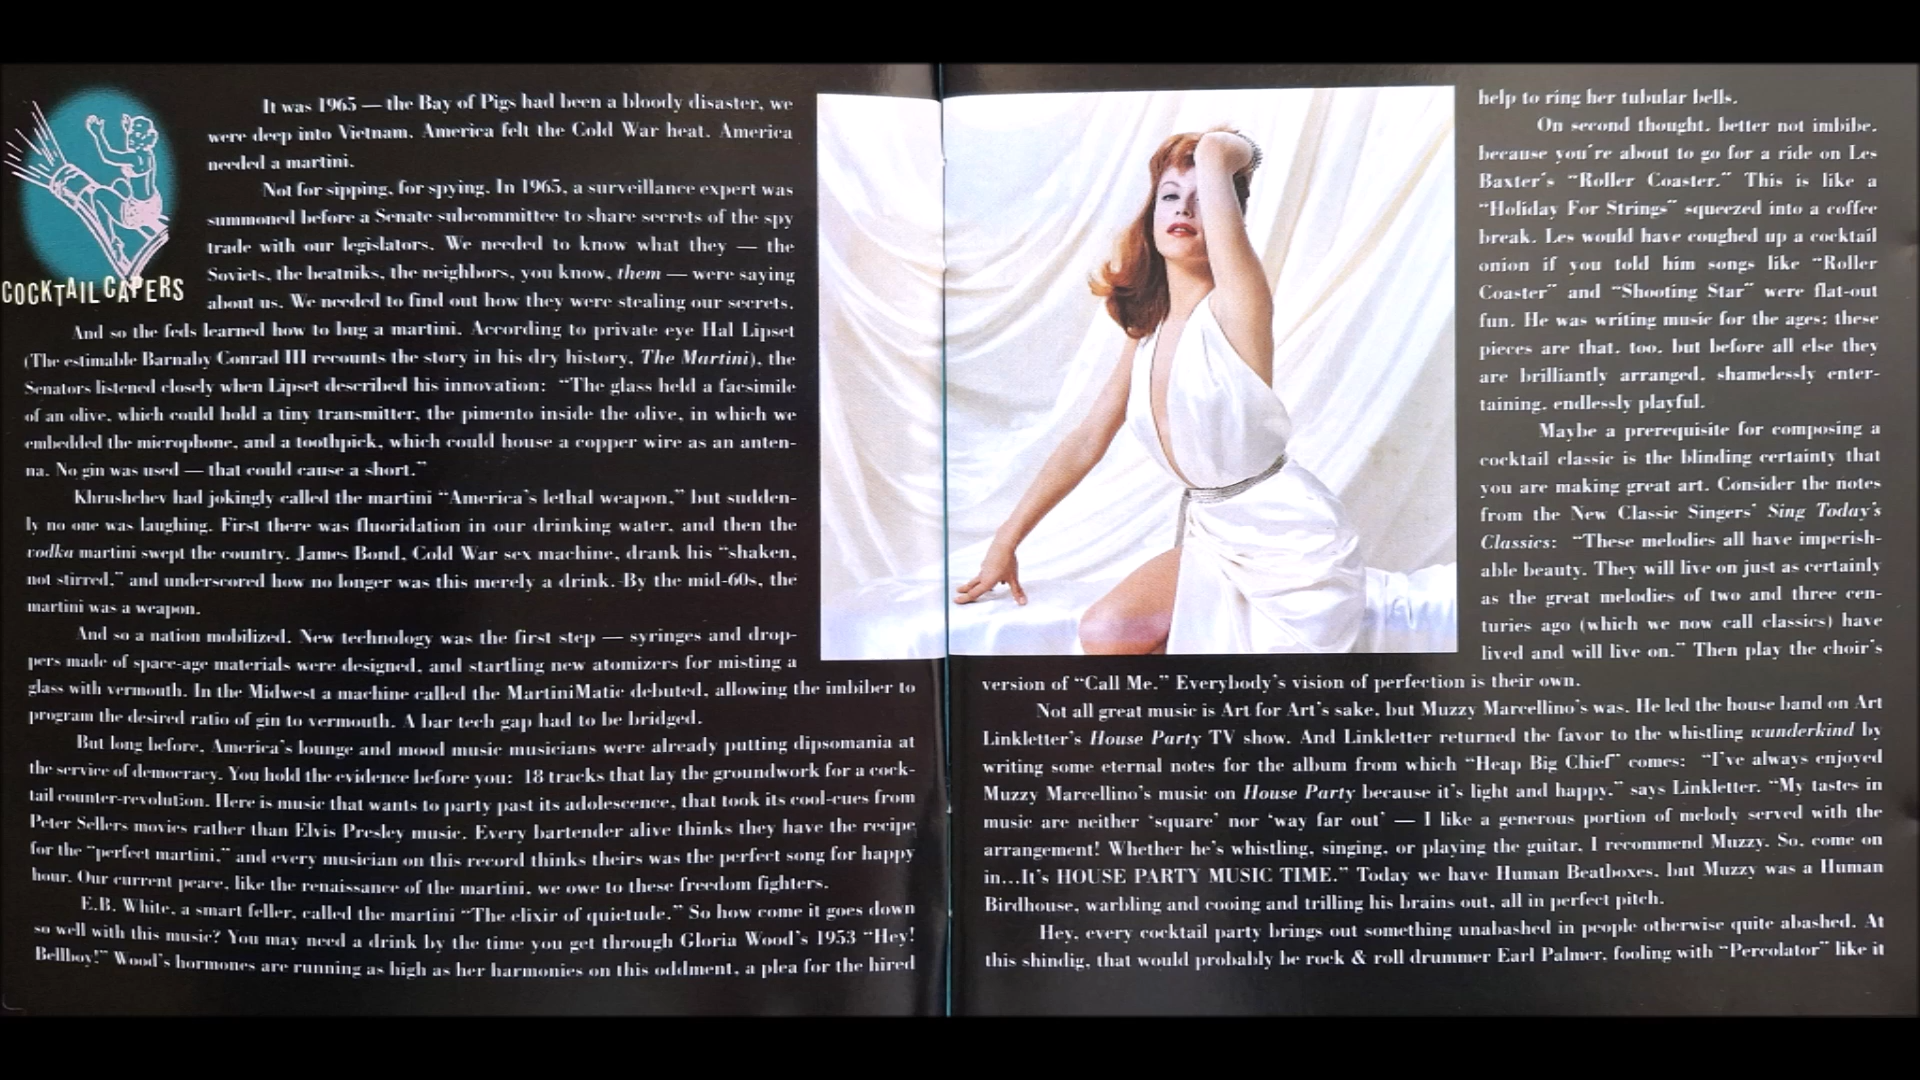 COCKTAIL CAPERS
It was 1965 — the Bay of Pigs had been a bloody disaster, we
were deep into Vietnam. America felt the Cold War heat. America
needed a martini.
Not for sipping, for spying. In 1965, a surveillance expert was
summoned before a Senate subcommittee to share secrets of the spy
trade with our legislators. We needed to know what they — the
Soviets, the beatniks, the neighbors, you know, them — were saying
about us. We needed to find out how they were stealing our secrets.
And so the feds learned how to bug a martini. According to private eye Hal Lipset
(The estimable Barnaby Conrad III recounts the story in his dry history, The Martini), the
Senators listened closely when Lipset described his innovation: “The glass held a facsimile
of an olive, which could hold a tiny transmitter, the pimento inside the olive, in which we
embedded the microphone, and a toothpick, which could house a copper wire as an anten-
na. No gin was used — that could cause a short.”
Khrushchev had jokingly called the martini “America's lethal weapon,” but sudden-
ly no one was laughing. First there was fluoridation in our drinking water, and then the
vodka martini swept the country. James Bond, Cold War sex machine, drank his “shaken,
not stirred,” and underscored how no longer was this merely a drink. By the mid-60s, the
martini was a weapon.
And so a nation mobilized. New technology was the first step — syringes and drop-
pers made of space-age materials were designed, and startling new atomizers for misting a
glass with vermouth. In the Midwest a machine called the MartiniMatic debuted, allowing the imbiber to
program the desired ratio of gin to vermouth. A bar tech gap had to be bridged.
But long before, America's lounge and mood music musicians were already putting dipsomania at
the service of democracy. You hold the evidence before you: 18 tracks that lay the groundwork for a cock-
tail counter-revolution. Here is music that wants to party past its adolescence, that took its cool-cues from
Peter Sellers movies rather than Elvis Presley music. Every bartender alive thinks they have the recipe
for the “perfect martini,” and every musician on this record thinks theirs was the perfect song for happy
hour. Our current peace, like the renaissance of the martini, we owe to these freedom fighters.
E.B. White, a smart feller, called the martini “The elixir of quietude.” So how come it goes down
so well with this music? You may need a drink by the time you get through Gloria Wood's 1953 “Hey!
Bellboy!” Wood's hormones are running as high as her harmonies on this oddment, a plea for the hired
help to ring her tubular bells.
On second thought, better not imbibe,
because you're about to go for a ride on Les
Baxter's “Roller Coaster.” This is like a
“Holiday For Strings” squeezed into a coffee
break. Les would have coughed up a cocktail
onion if you told him songs like “Roller
Coaster” and “Shooting Star” were flat-out
fun. He was writing music for the ages; these
pieces are that, too, but before all else they
are brilliantly arranged, shamelessly enter-
taining, endlessly playful.
Maybe a prerequisite for composing a
cocktail classic is the blinding certainty that
you are making great art. Consider the notes
from the New Classic Singers' Sing Today's
Classics: “These melodies all have imperish-
able beauty. They will live on just as certainly
as the great melodies of two and three cen-
turies ago (which we now call classics) have
lived and will live on.” Then play the choir's
version of “Call Me.” Everybody's vision of perfection is their own.
Not all great music is Art for Art's sake, but Muzzy Marcellino's was. He led the house band on Art
Linkletter's House Party TV show. And Linkletter returned the favor to the whistling wunderkind by
writing some eternal notes for the album from which “Heap Big Chief” comes: “I've always enjoyed
Muzzy Marcellino's music on House Party because it's light and happy,” says Linkletter. “My tastes in
music are neither ‘square’ nor ‘way far out’ — I like a generous portion of melody served with the
arrangement! Whether he's whistling, singing, or playing the guitar, I recommend Muzzy. So, come on
in...It's HOUSE PARTY MUSIC TIME.” Today we have Human Beatboxes, but Muzzy was a Human
Birdhouse, warbling and cooing and trilling his brains out, all in perfect pitch.
Hey, every cocktail party brings out something unabashed in people otherwise quite abashed. At
this shindig, that would probably be rock & roll drummer Earl Palmer, fooling with “Percolator” like it